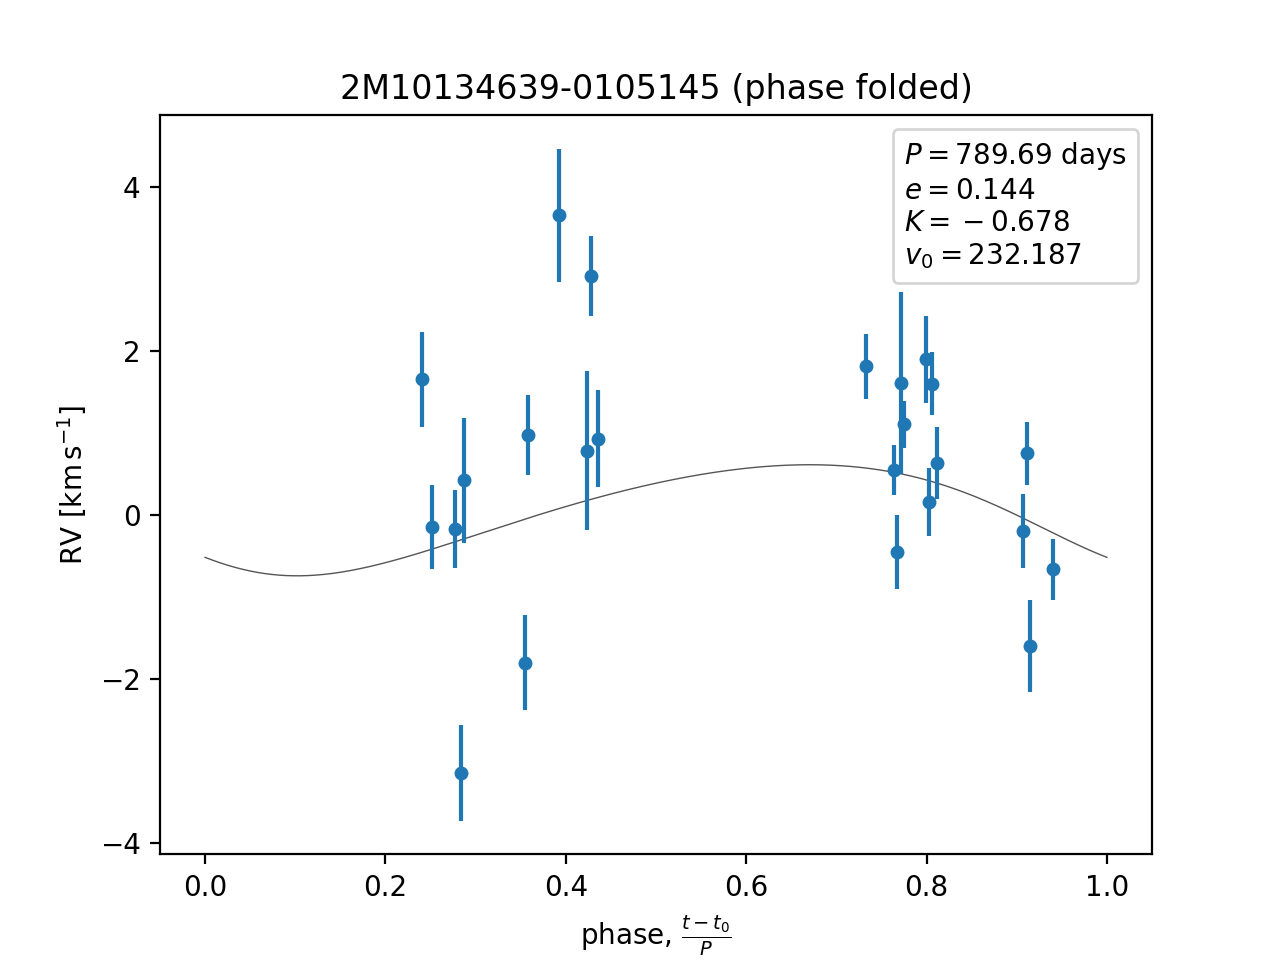 2M10134639-0105145 (phase folded)
P = 789.69 days
e = 0.144
K = −0.678
v₀ = 232.187
RV [km s⁻¹]
4
2
0
−2
−4
0.0 0.2 0.4 0.6 0.8 1.0
phase, (t − t₀)/P